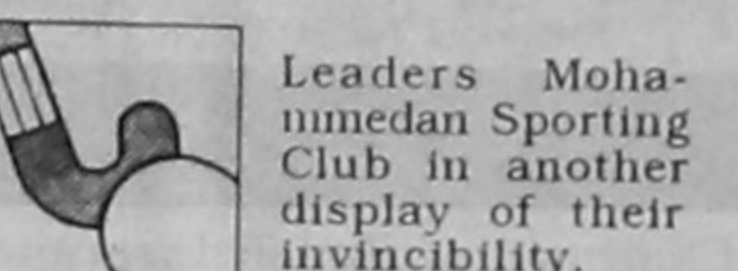 Leaders Moha-
mmedan Sporting
Club in another
display of their
invincibility,